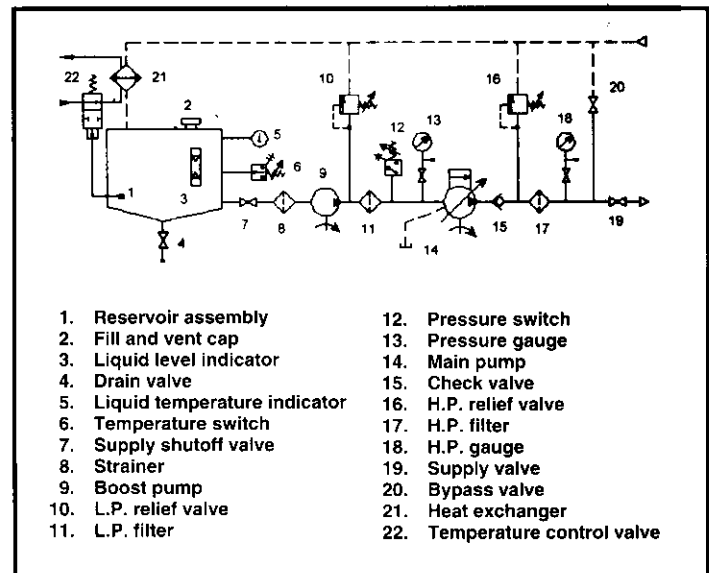 22
21
10
16
20
2
12
13
18
5
6
9
1
3
7
8
11
14
15
17
19
4
1. Reservoir assembly
2. Fill and vent cap
3. Liquid level indicator
4. Drain valve
5. Liquid temperature indicator
6. Temperature switch
7. Supply shutoff valve
8. Strainer
9. Boost pump
10. L.P. relief valve
11. L.P. filter
12. Pressure switch
13. Pressure gauge
14. Main pump
15. Check valve
16. H.P. relief valve
17. H.P. filter
18. H.P. gauge
19. Supply valve
20. Bypass valve
21. Heat exchanger
22. Temperature control valve